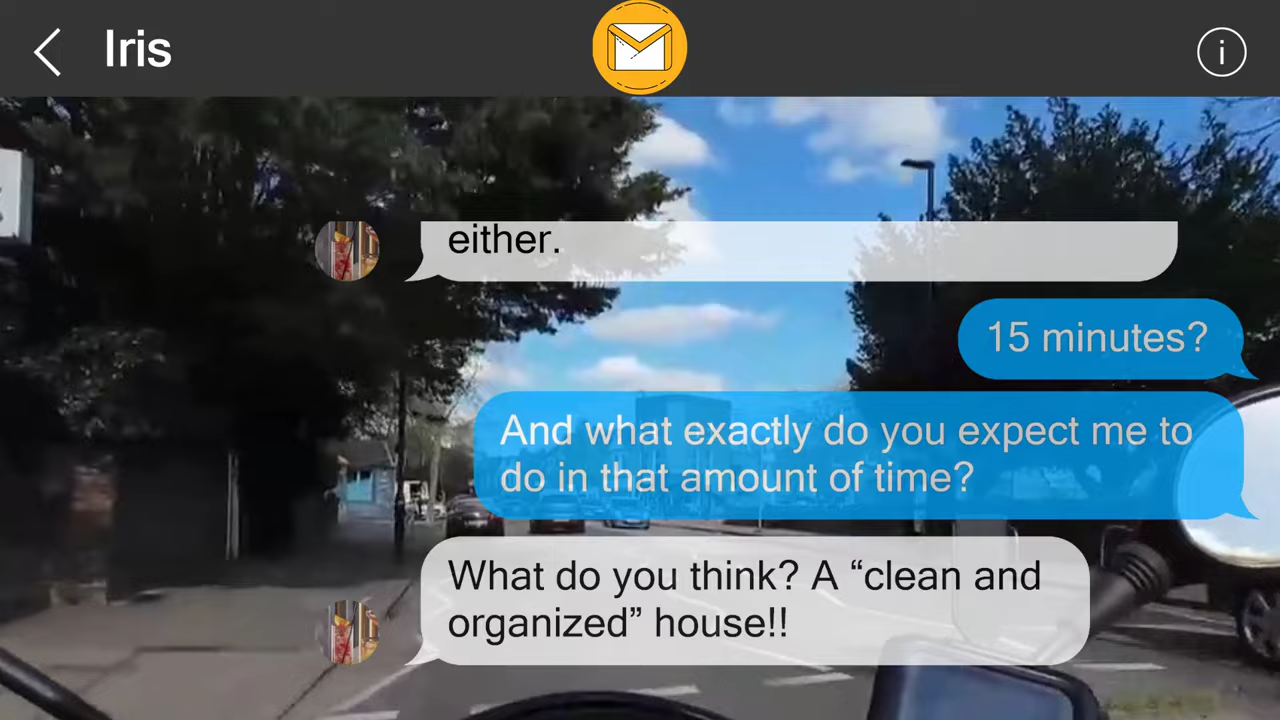 Iris
i
either.
15 minutes?
And what exactly do you expect me to
do in that amount of time?
What do you think? A “clean and
organized” house!!